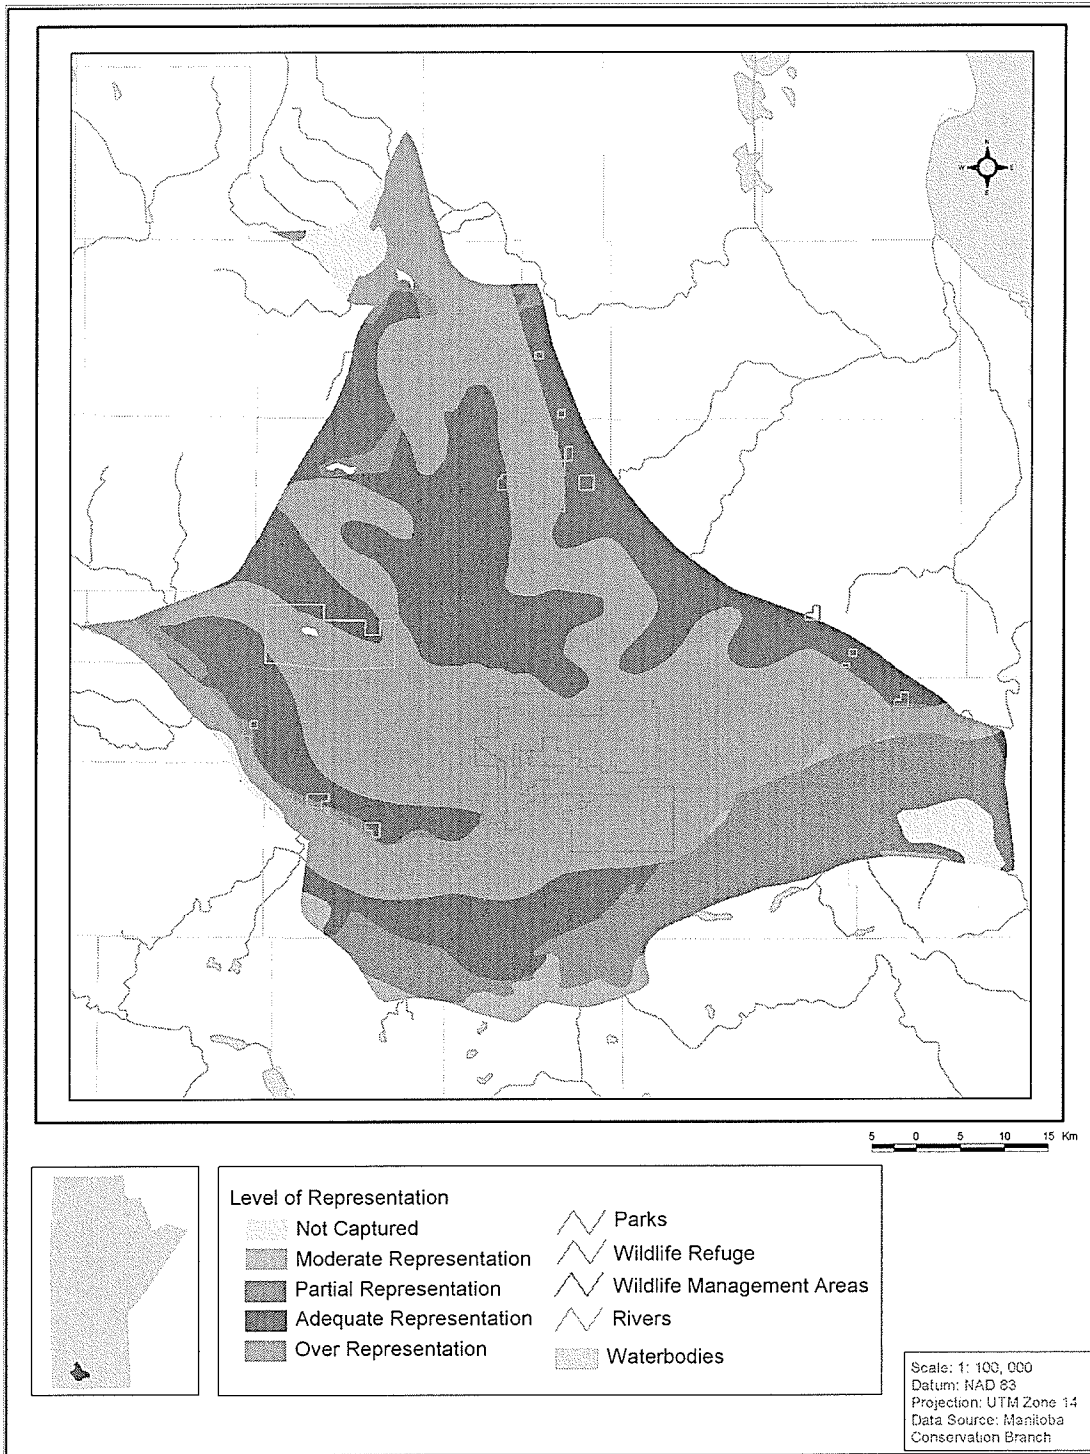 N
W E
S
5 0 5 10 15 Km
Level of Representation
Not Captured
Moderate Representation
Partial Representation
Adequate Representation
Over Representation
Parks
Wildlife Refuge
Wildlife Management Areas
Rivers
Waterbodies
Scale: 1: 100, 000
Datum: NAD 83
Projection: UTM Zone 14
Data Source: Manitoba
Conservation Branch